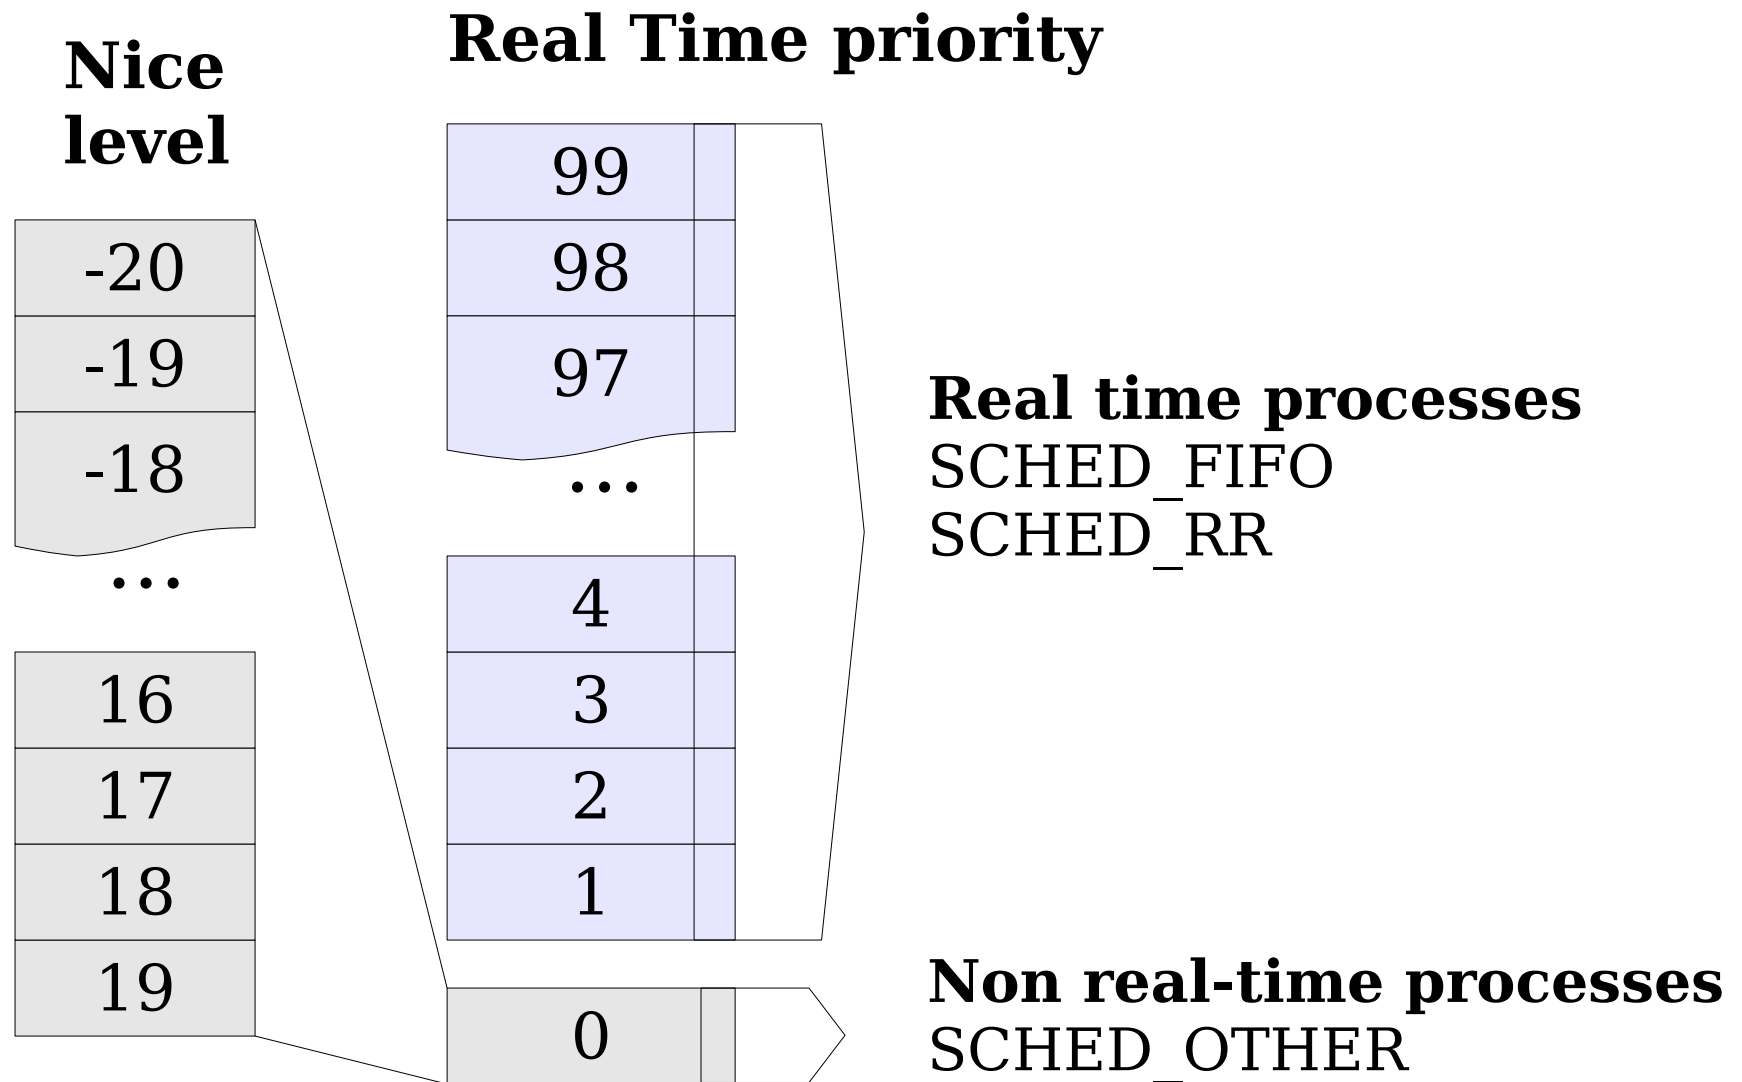 Nice
level
-20
-19
-18
...
16
17
18
19
Real Time priority
99
98
97
...
4
3
2
1
0
Real time processes
SCHED_FIFO
SCHED_RR
Non real-time processes
SCHED_OTHER